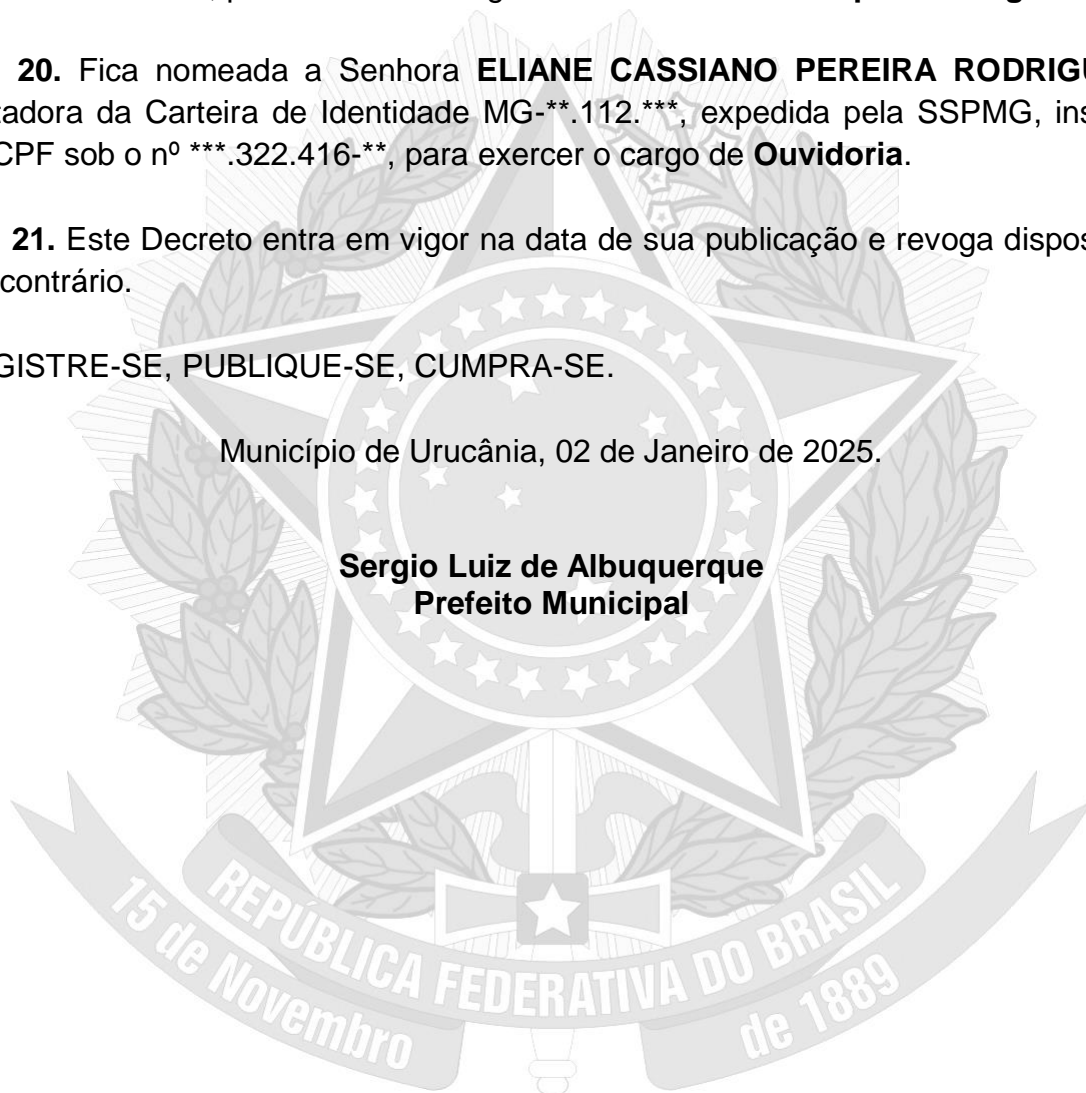 20. Fica nomeada a Senhora ELIANE CASSIANO PEREIRA RODRIGU
tadora da Carteira de Identidade MG-**.112.***, expedida pela SSPMG, ins
CPF sob o nº ***.322.416-**, para exercer o cargo de Ouvidoria.
21. Este Decreto entra em vigor na data de sua publicação e revoga dispos
contrário.
GISTRE-SE, PUBLIQUE-SE, CUMPRA-SE.
Município de Urucânia, 02 de Janeiro de 2025.
Sergio Luiz de Albuquerque
Prefeito Municipal
REPÚBLICA FEDERATIVA DO BRASIL
15 de Novembro de 1889